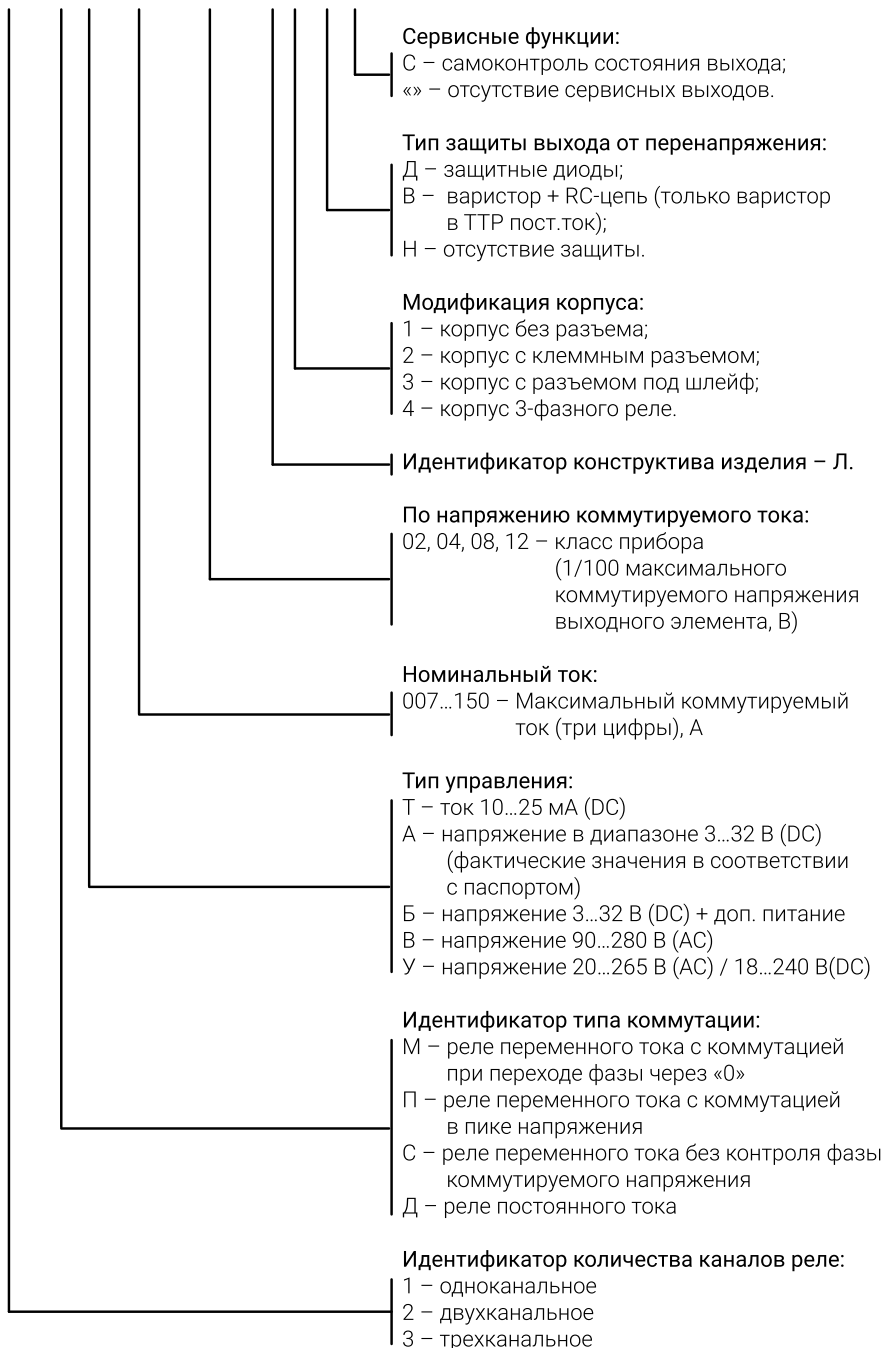 Сервисные функции:
С – самоконтроль состояния выхода;
«» – отсутствие сервисных выходов.
Тип защиты выхода от перенапряжения:
Д – защитные диоды;
В – варистор + RC-цепь (только варистор
в ТТР пост.ток);
Н – отсутствие защиты.
Модификация корпуса:
1 – корпус без разъема;
2 – корпус с клеммным разъемом;
3 – корпус с разъемом под шлейф;
4 – корпус 3-фазного реле.
Идентификатор конструктива изделия – Л.
По напряжению коммутируемого тока:
02, 04, 08, 12 – класс прибора
(1/100 максимального
коммутируемого напряжения
выходного элемента, В)
Номинальный ток:
007...150 – Максимальный коммутируемый
ток (три цифры), А
Тип управления:
Т – ток 10...25 мА (DC)
А – напряжение в диапазоне 3...32 В (DC)
(фактические значения в соответствии
с паспортом)
Б – напряжение 3...32 В (DC) + доп. питание
В – напряжение 90...280 В (AC)
У – напряжение 20...265 В (AC) / 18...240 В(DC)
Идентификатор типа коммутации:
М – реле переменного тока с коммутацией
при переходе фазы через «0»
П – реле переменного тока с коммутацией
в пике напряжения
С – реле переменного тока без контроля фазы
коммутируемого напряжения
Д – реле постоянного тока
Идентификатор количества каналов реле:
1 – одноканальное
2 – двухканальное
3 – трехканальное